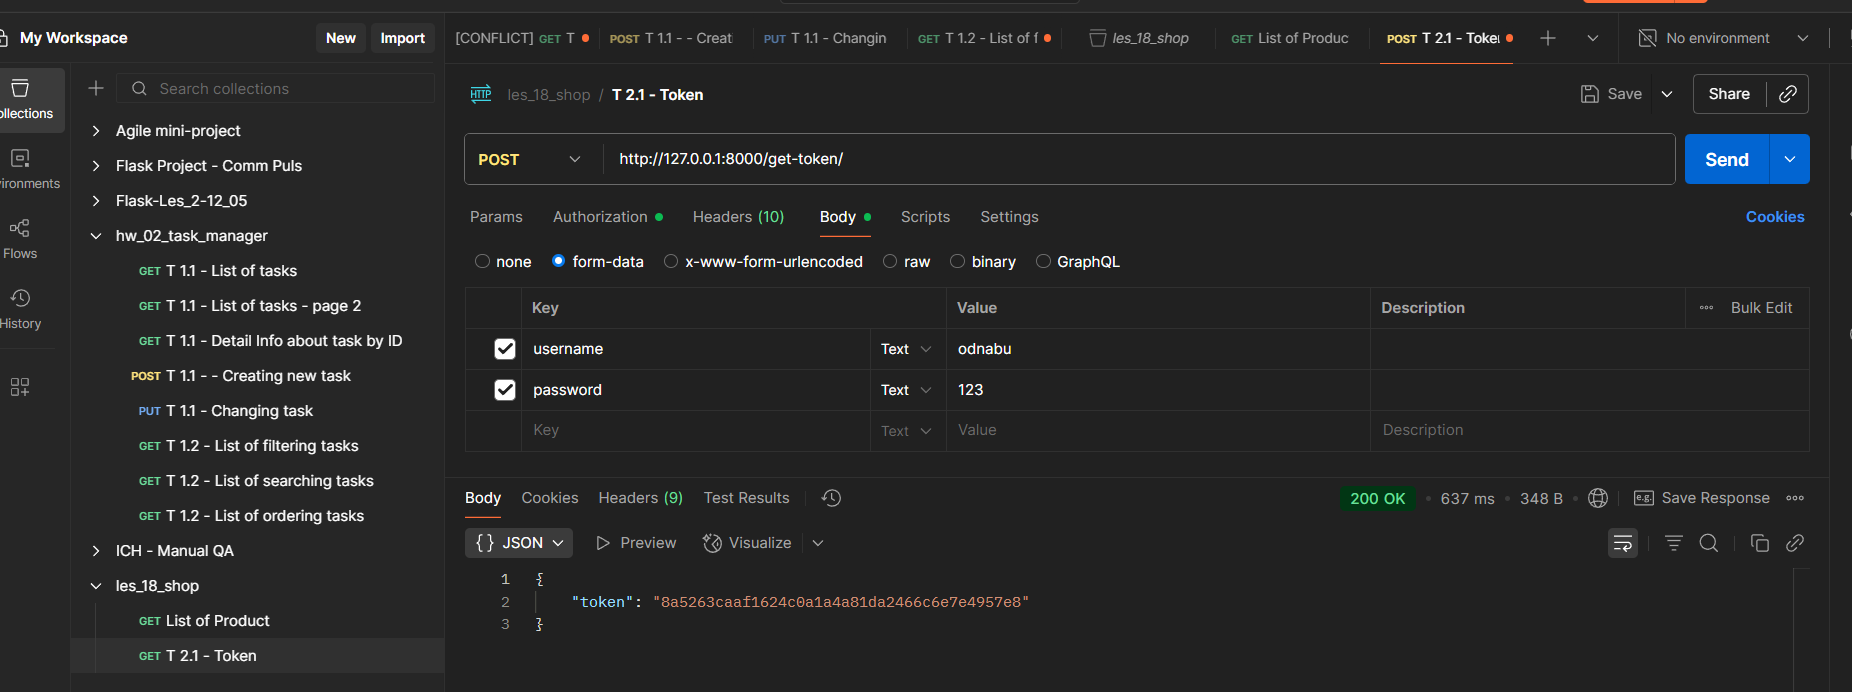 My Workspace
New
Import
[CONFLICT] GET T
POST T 1.1 - - Creat
PUT T 1.1 - Changin
GET T 1.2 - List of f
les_18_shop
GET List of Produc
POST T 2.1 - Toke
No environment
Search collections
ollections
vironments
Flows
History
Agile mini-project
Flask Project - Comm Puls
Flask-Les_2-12_05
hw_02_task_manager
GET T 1.1 - List of tasks
GET T 1.1 - List of tasks - page 2
GET T 1.1 - Detail Info about task by ID
POST T 1.1 - - Creating new task
PUT T 1.1 - Changing task
GET T 1.2 - List of filtering tasks
GET T 1.2 - List of searching tasks
GET T 1.2 - List of ordering tasks
ICH - Manual QA
les_18_shop
GET List of Product
GET T 2.1 - Token
HTTP les_18_shop / T 2.1 - Token
Save
Share
POST http://127.0.0.1:8000/get-token/
Send
Params Authorization Headers (10) Body Scripts Settings
Cookies
none form-data x-www-form-urlencoded raw binary GraphQL
Key Value Description Bulk Edit
username Text odnabu
password Text 123
Key Text Value Description
Body Cookies Headers (9) Test Results
200 OK 637 ms 348 B e.g. Save Response
{} JSON Preview Visualize
1 {
2 "token": "8a5263caaf1624c0a1a4a81da2466c6e7e4957e8"
3 }